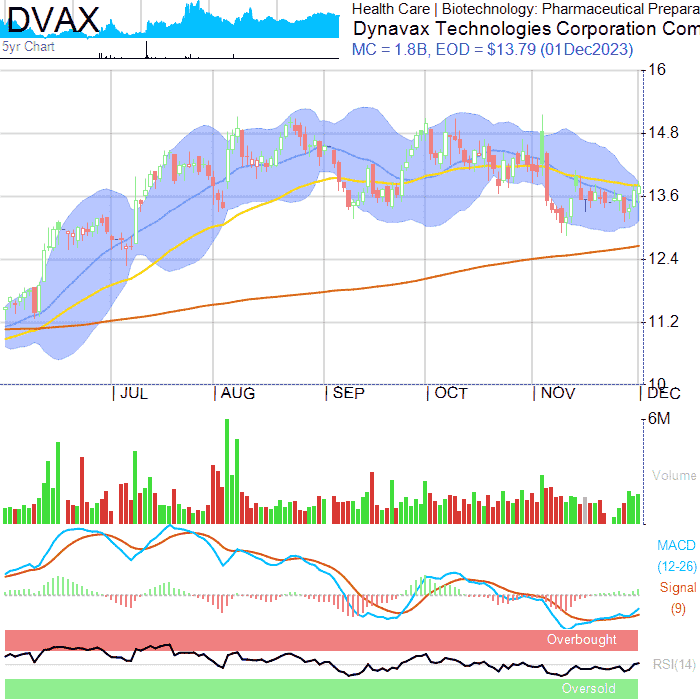 DVAX
Health Care | Biotechnology: Pharmaceutical Prepara
Dynavax Technologies Corporation Com
5yr Chart
MC = 1.8B, EOD = $13.79 (01Dec2023)
16
14.8
13.6
12.4
11.2
10
JUL
AUG
SEP
OCT
NOV
DEC
6M
Volume
MACD
(12-26)
Signal
(9)
Overbought
RSI(14)
Oversold